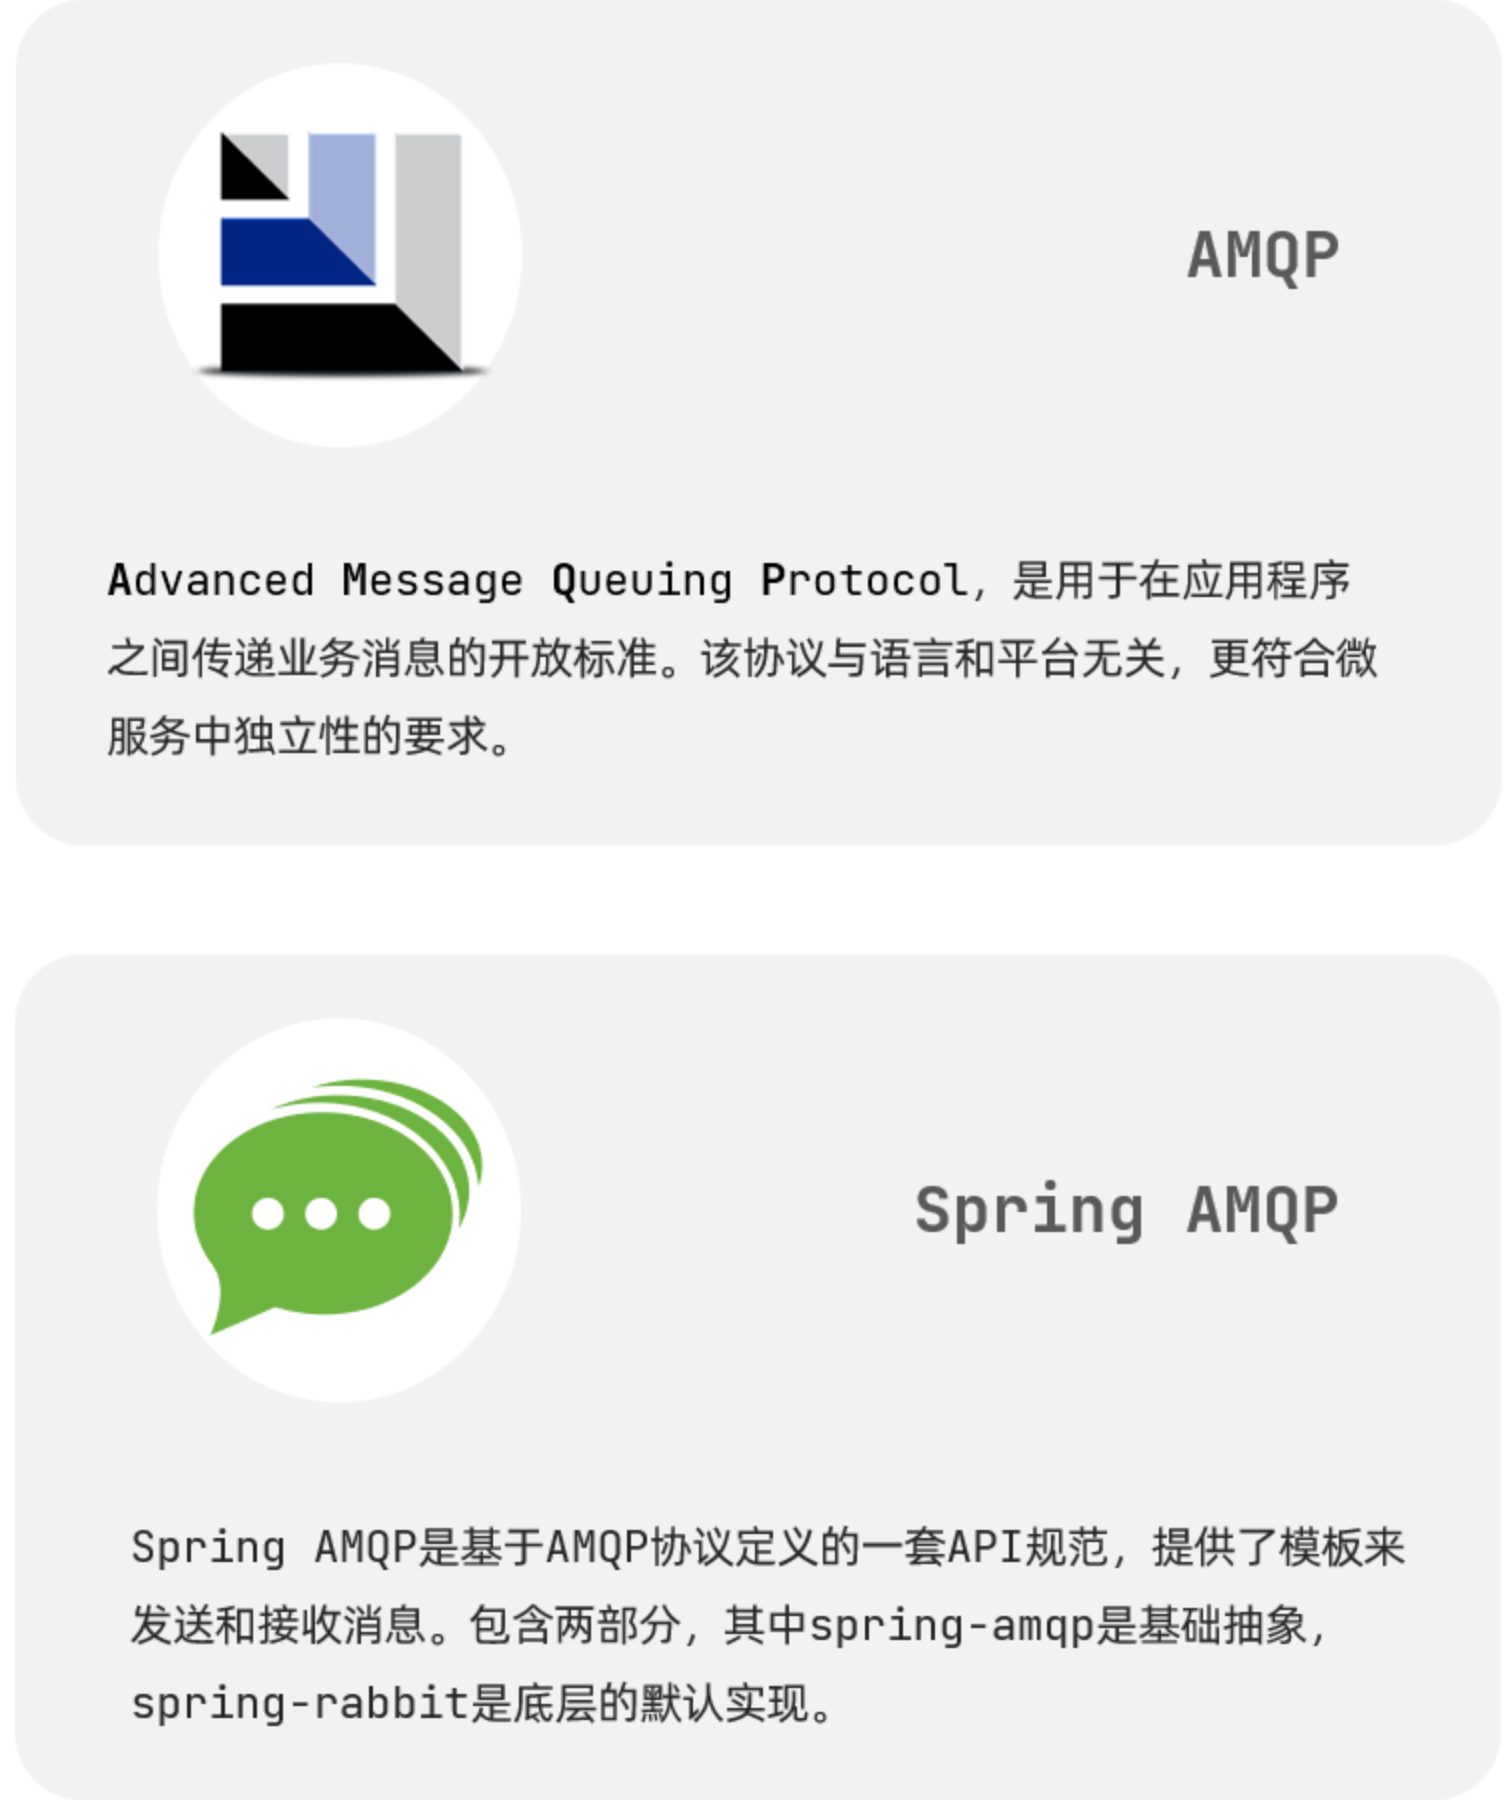 AMQP
Advanced Message Queuing Protocol，是用于在应用程序
之间传递业务消息的开放标准。该协议与语言和平台无关，更符合微
服务中独立性的要求。
Spring AMQP
Spring AMQP是基于AMQP协议定义的一套API规范，提供了模板来
发送和接收消息。包含两部分，其中spring-amqp是基础抽象，
spring-rabbit是底层的默认实现。